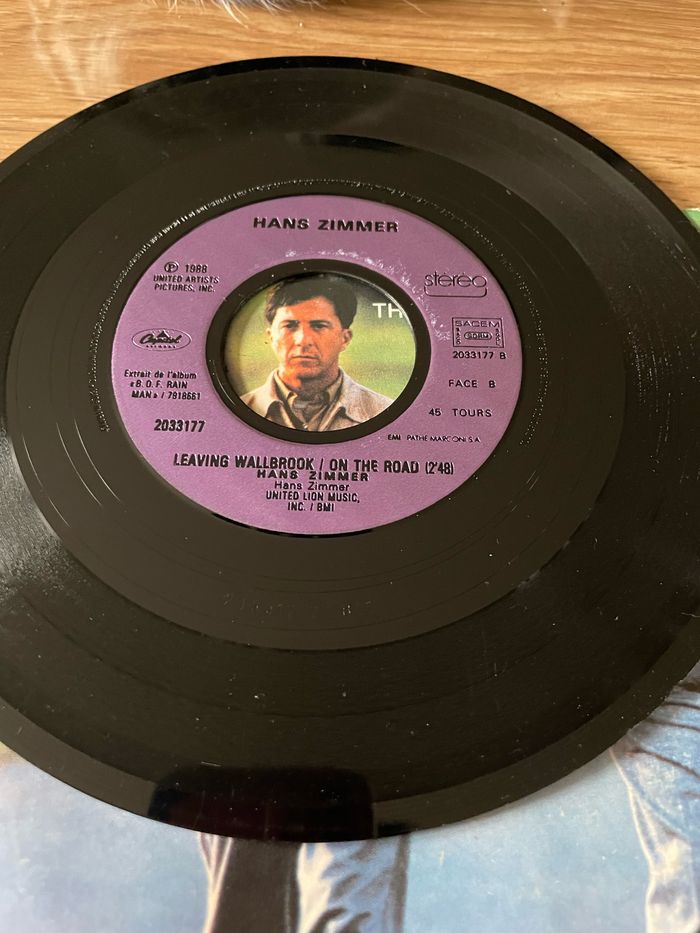 HANS ZIMMER
℗ 1988
UNITED ARTISTS
PICTURES, INC.
stéréo
TH
Capitol
SACEM
SDRM
2033177 B
Extrait de l'album
«B.O.F. RAIN
MAN» / 7918661
FACE B
2033177
45 TOURS
EMI PATHE MARCONI S.A
LEAVING WALLBROOK / ON THE ROAD (2'48)
HANS ZIMMER
Hans Zimmer
UNITED LION MUSIC,
INC. / BMI